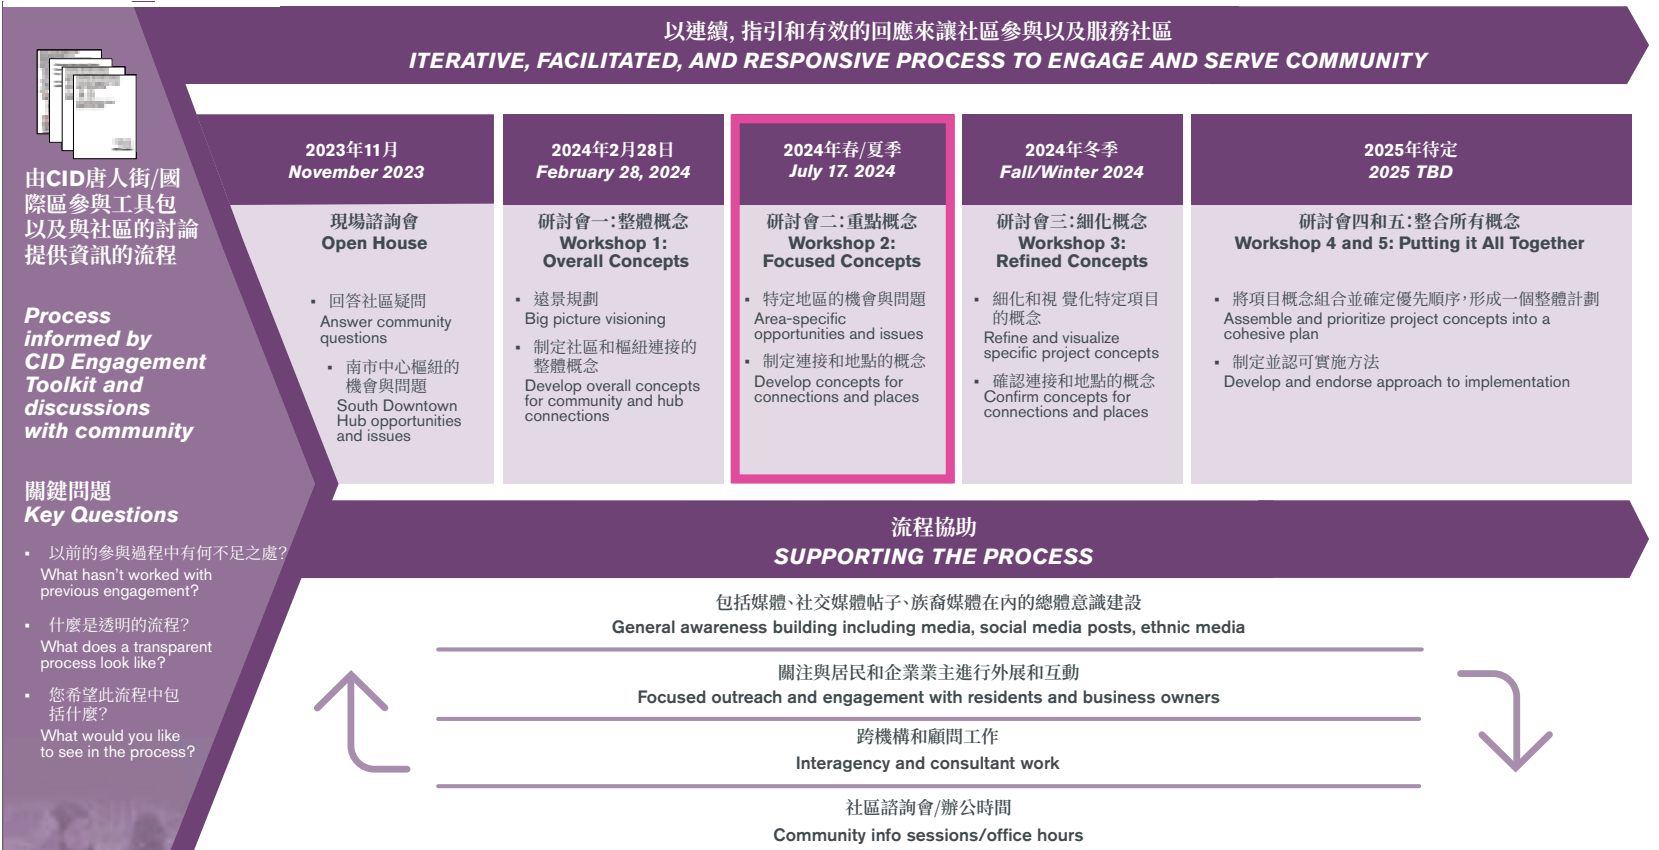 以連續, 指引和有效的回應來讓社區參與以及服務社區
ITERATIVE, FACILITATED, AND RESPONSIVE PROCESS TO ENGAGE AND SERVE COMMUNITY
由CID唐人街/國
際區參與工具包
以及與社區的討論
提供資訊的流程
Process
informed by
CID Engagement
Toolkit and
discussions
with community
關鍵問題
Key Questions
▪ 以前的參與過程中有何不足之處?
What hasn't worked with
previous engagement?
▪ 什麼是透明的流程?
What does a transparent
process look like?
▪ 您希望此流程中包
括什麼?
What would you like
to see in the process?
2023年11月
November 2023
現場諮詢會
Open House
▪ 回答社區疑問
Answer community
questions
▪ 南市中心樞紐的
機會與問題
South Downtown
Hub opportunities
and issues
2024年2月28日
February 28, 2024
研討會一:整體概念
Workshop 1:
Overall Concepts
▪ 遠景規劃
Big picture visioning
▪ 制定社區和樞紐連接的
整體概念
Develop overall concepts
for community and hub
connections
2024年春/夏季
July 17. 2024
研討會二:重點概念
Workshop 2:
Focused Concepts
▪ 特定地區的機會與問題
Area-specific
opportunities and issues
▪ 制定連接和地點的概念
Develop concepts for
connections and places
2024年冬季
Fall/Winter 2024
研討會三:細化概念
Workshop 3:
Refined Concepts
▪ 細化和視 覺化特定項目
的概念
Refine and visualize
specific project concepts
▪ 確認連接和地點的概念
Confirm concepts for
connections and places
2025年待定
2025 TBD
研討會四和五:整合所有概念
Workshop 4 and 5: Putting it All Together
▪ 將項目概念組合並確定優先順序,形成一個整體計劃
Assemble and prioritize project concepts into a
cohesive plan
▪ 制定並認可實施方法
Develop and endorse approach to implementation
流程協助
SUPPORTING THE PROCESS
包括媒體、社交媒體帖子、族裔媒體在內的總體意識建設
General awareness building including media, social media posts, ethnic media
關注與居民和企業業主進行外展和互動
Focused outreach and engagement with residents and business owners
跨機構和顧問工作
Interagency and consultant work
社區諮詢會/辦公時間
Community info sessions/office hours